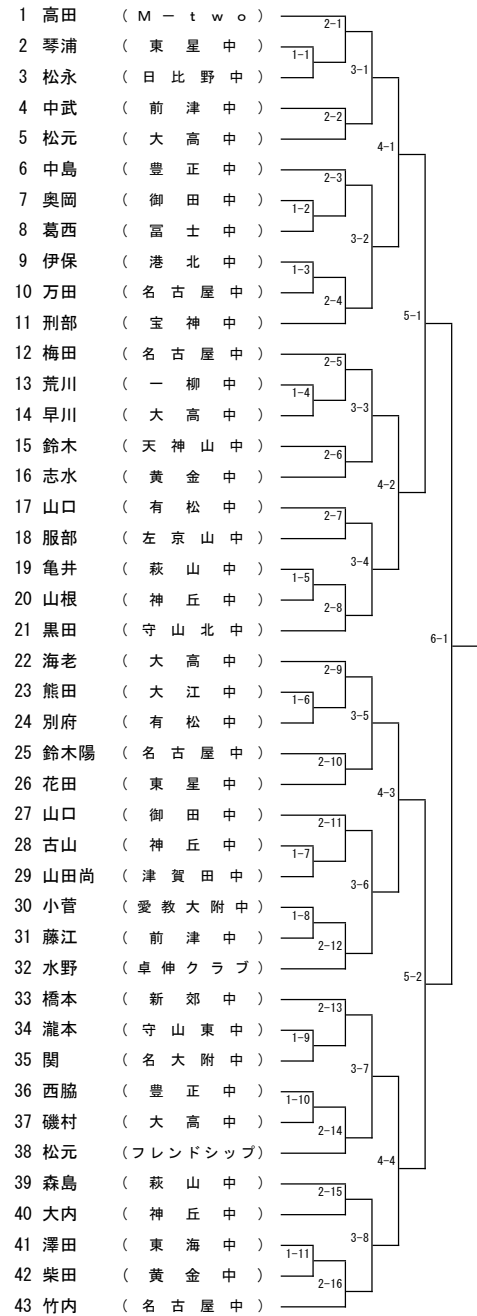 1 高田 (M-two)
2-1
2 琴浦 (東星中)
1-1
3 松永 (日比野中)
3-1
4 中武 (前津中)
2-2
5 松元 (大高中)
4-1
6 中島 (豊正中)
2-3
7 奥岡 (御田中)
1-2
8 葛西 (冨士中)
3-2
9 伊保 (港北中)
1-3
10 万田 (名古屋中)
2-4
11 刑部 (宝神中)
5-1
12 梅田 (名古屋中)
2-5
13 荒川 (一柳中)
1-4
14 早川 (大高中)
3-3
15 鈴木 (天神山中)
2-6
16 志水 (黄金中)
4-2
17 山口 (有松中)
2-7
18 服部 (左京山中)
3-4
19 亀井 (萩山中)
1-5
20 山根 (神丘中)
2-8
21 黒田 (守山北中)
6-1
22 海老 (大高中)
2-9
23 熊田 (大江中)
1-6
24 別府 (有松中)
3-5
25 鈴木陽 (名古屋中)
2-10
26 花田 (東星中)
4-3
27 山口 (御田中)
2-11
28 古山 (神丘中)
1-7
29 山田尚 (津賀田中)
3-6
30 小菅 (愛教大附中)
1-8
31 藤江 (前津中)
2-12
32 水野 (卓伸クラブ)
5-2
33 橋本 (新郊中)
2-13
34 瀧本 (守山東中)
1-9
35 関 (名大附中)
3-7
36 西脇 (豊正中)
1-10
37 磯村 (大高中)
2-14
38 松元 (フレンドシップ)
4-4
39 森島 (萩山中)
2-15
40 大内 (神丘中)
3-8
41 澤田 (東海中)
1-11
42 柴田 (黄金中)
2-16
43 竹内 (名古屋中)